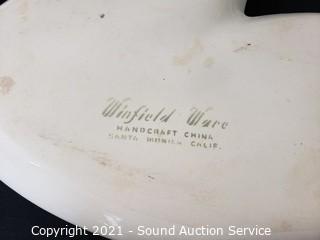 Winfield Ware
HANDCRAFT CHINA
SANTA MONICA CALIF.
Copyright 2021 - Sound Auction Service